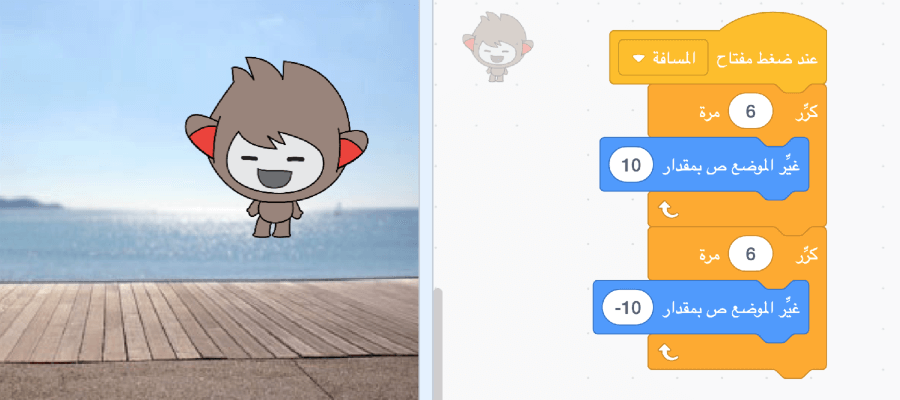 عند ضغط مفتاح المسافة
كرِّر 6 مرة
غيِّر الموضع ص بمقدار 10
كرِّر 6 مرة
غيِّر الموضع ص بمقدار -10